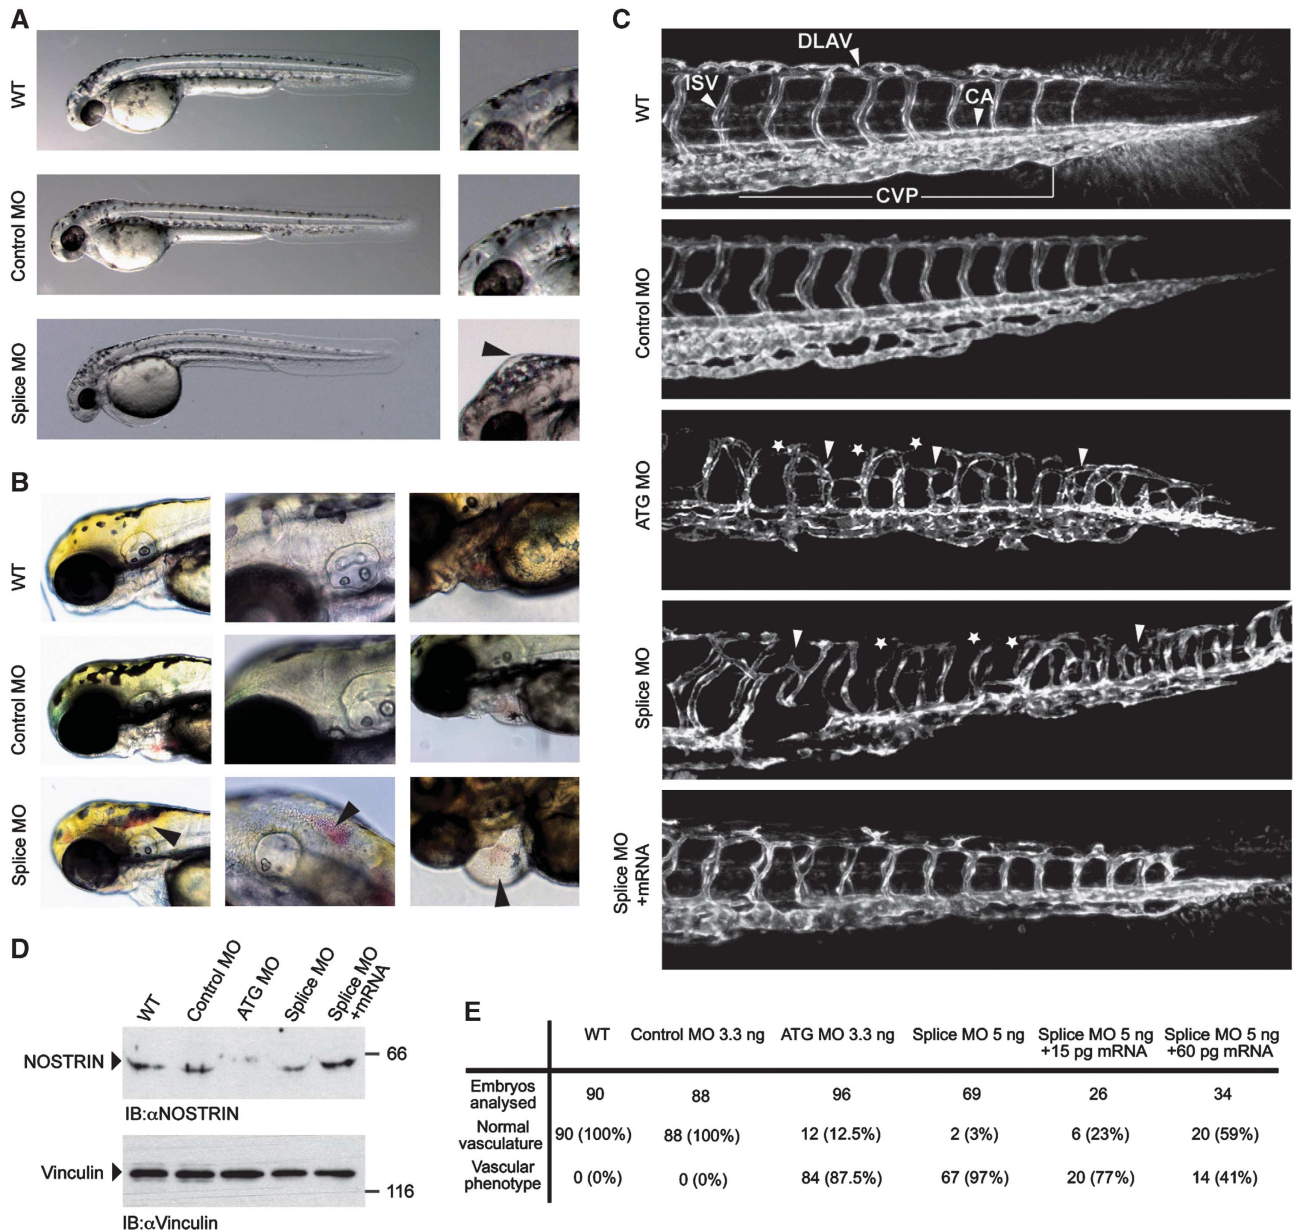 A
WT
Control MO
Splice MO
B
WT
Control MO
Splice MO
C
WT
DLAV
ISV
CA
CVP
Control MO
ATG MO
Splice MO
Splice MO
+mRNA
D
WT
Control MO
ATG MO
Splice MO
Splice MO
+mRNA
NOSTRIN
66
IB:αNOSTRIN
Vinculin
116
IB:αVinculin
E
WT Control MO 3.3 ng ATG MO 3.3 ng Splice MO 5 ng Splice MO 5 ng +15 pg mRNA Splice MO 5 ng +60 pg mRNA
Embryos analysed 90 88 96 69 26 34
Normal vasculature 90 (100%) 88 (100%) 12 (12.5%) 2 (3%) 6 (23%) 20 (59%)
Vascular phenotype 0 (0%) 0 (0%) 84 (87.5%) 67 (97%) 20 (77%) 14 (41%)